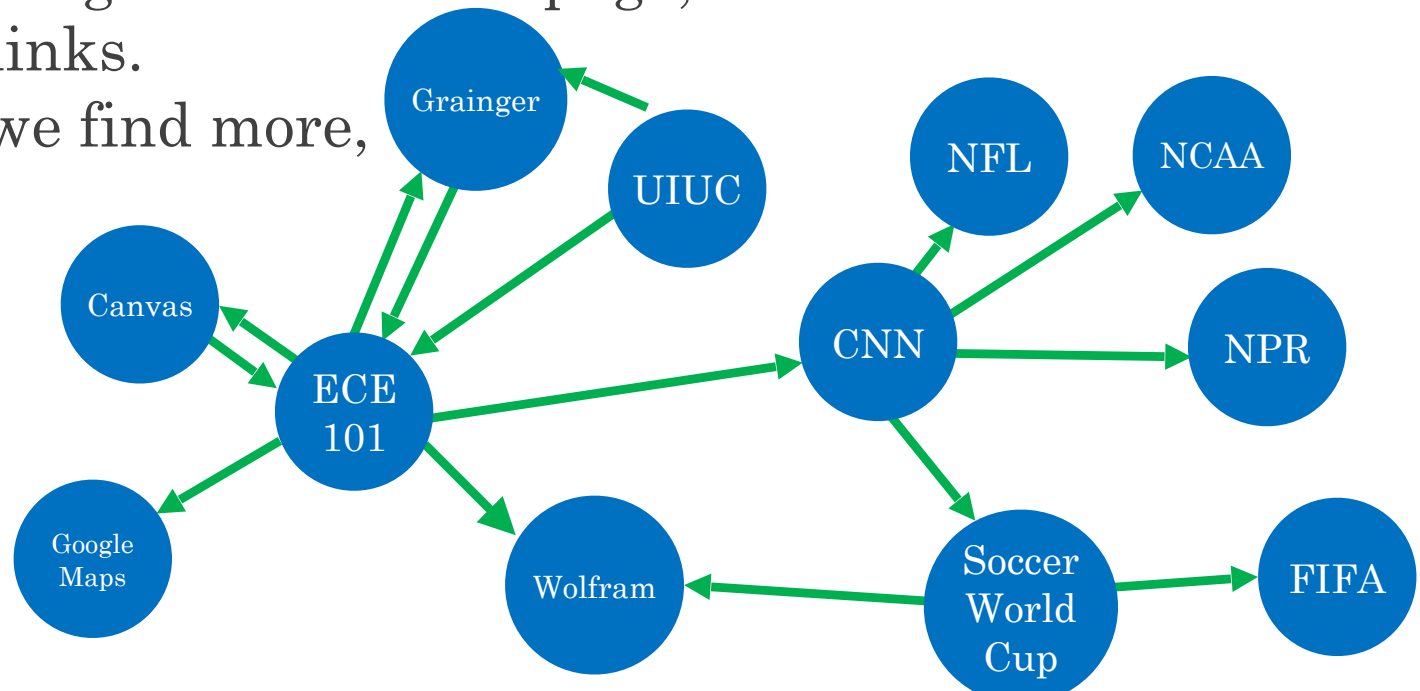 links.
we find more,
Grainger
UIUC
NFL
NCAA
Canvas
CNN
NPR
ECE
101
Google
Maps
Wolfram
Soccer
World
Cup
FIFA